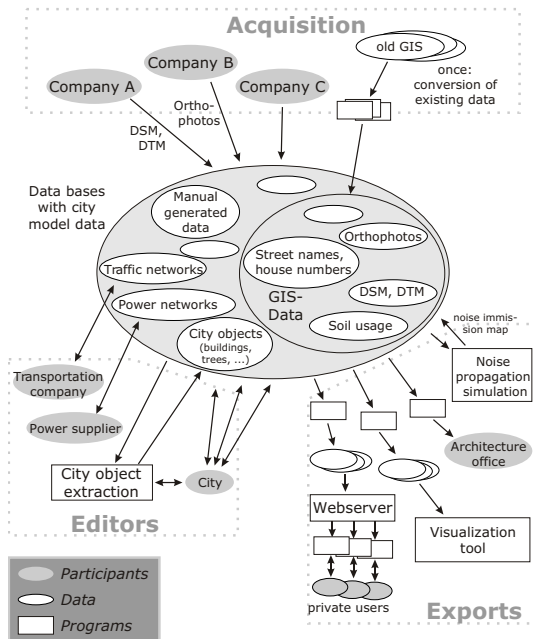 Acquisition
Company A
Company B
Company C
old GIS
once:
conversion of
existing data
DSM,
DTM
Ortho-
photos
Data bases
with city
model data
Manual
generated
data
Traffic networks
Power networks
City objects
(buildings,
trees, ...)
Orthophotos
Street names,
house numbers
GIS-
Data
DSM, DTM
Soil usage
noise immis-
sion map
Noise
propagation
simulation
Transportation
company
Power supplier
City object
extraction
City
Editors
Architecture
office
Webserver
Visualization
tool
private users
Exports
Participants
Data
Programs